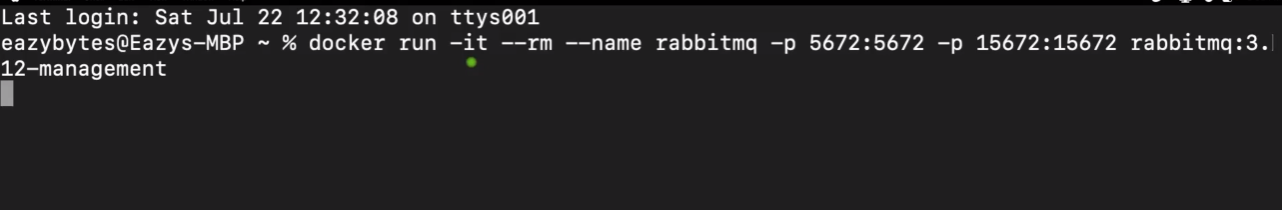 Last login: Sat Jul 22 12:32:08 on ttys001
eazybytes@Eazys-MBP ~ % docker run -it --rm --name rabbitmq -p 5672:5672 -p 15672:15672 rabbitmq:3.
12-management